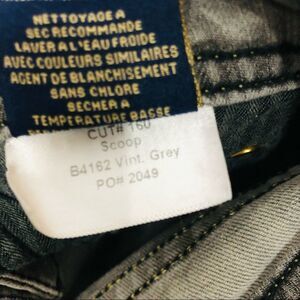 NETTOYAGE A
SEC RECOMMANDE
LAVER A L'EAU FROIDE
AVEC COULEURS SIMILAIRES
AGENT DE BLANCHISEMENT
SANS CHLORE
SECHER A
TEMPERATURE BASSE
CUT# 160
Scoop
B4162 Vint. Grey
PO# 2049